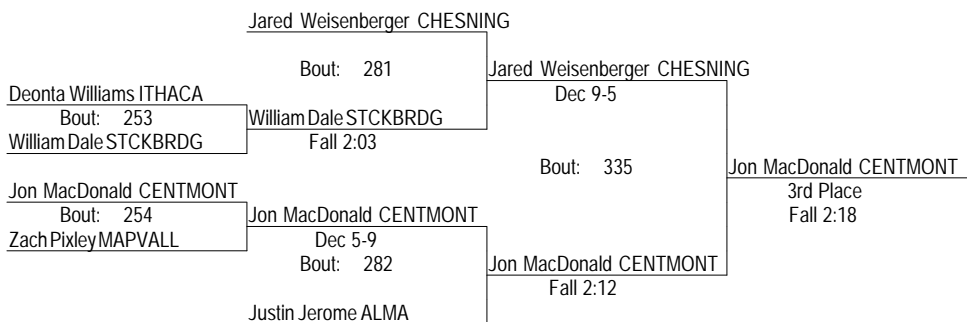 Jared Weisenberger CHESNING
Bout: 281
Jared Weisenberger CHESNING
Dec 9-5
Deonta Williams ITHACA
Bout: 253
William Dale STCKBRDG
William Dale STCKBRDG
Fall 2:03
Bout: 335
Jon MacDonald CENTMONT
3rd Place
Fall 2:18
Jon MacDonald CENTMONT
Bout: 254
Zach Pixley MAPVALL
Jon MacDonald CENTMONT
Dec 5-9
Bout: 282
Jon MacDonald CENTMONT
Fall 2:12
Justin Jerome ALMA